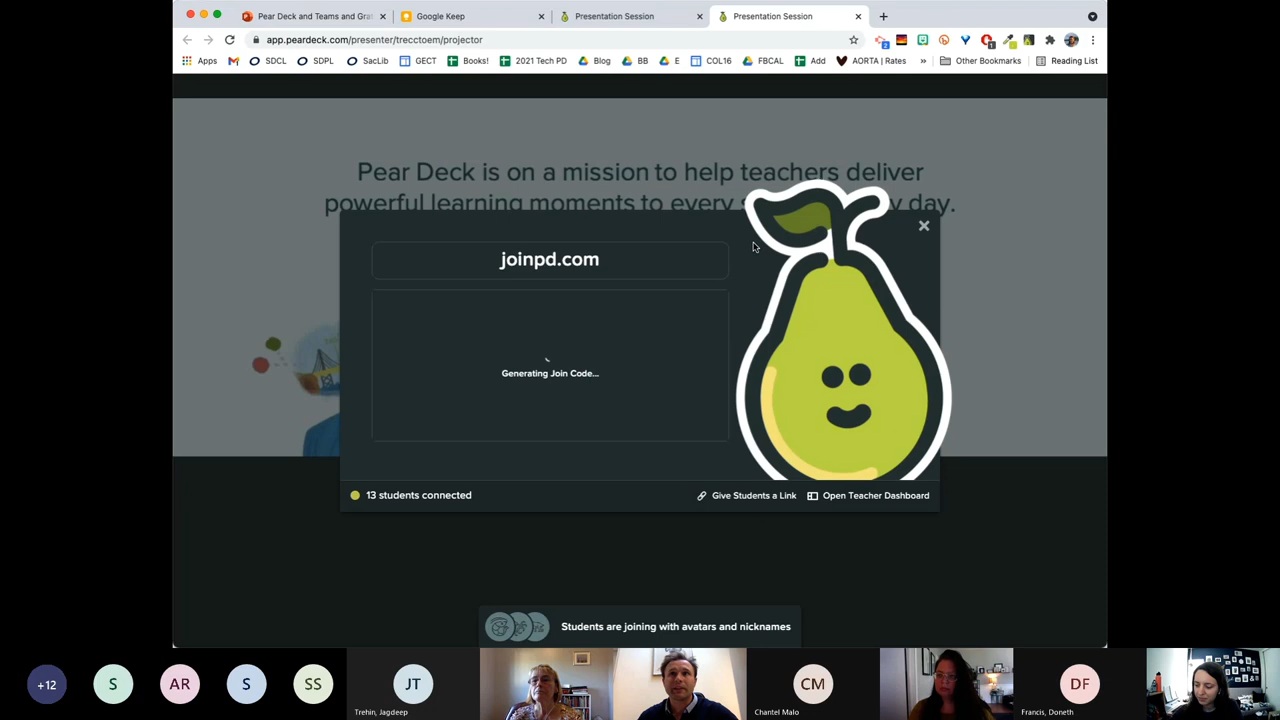 Pear Deck and Teams and Gra
Google Keep
Presentation Session
Presentation Session
app.peardeck.com/presenter/trecctoem/projector
Apps
SDCL
SDPL
SacLib
GECT
Books!
2021 Tech PD
Blog
BB
E
COL16
FBCAL
Add
AORTA | Rates
»
Other Bookmarks
Reading List
Pear Deck is on a mission to help teachers deliver
powerful learning moments to every s y day.
joinpd.com
Generating Join Code...
13 students connected
Give Students a Link
Open Teacher Dashboard
Students are joining with avatars and nicknames
+12
S
AR
S
SS
JT
Trehin, Jagdeep
CM
Chantel Malo
DF
Francis, Doneth